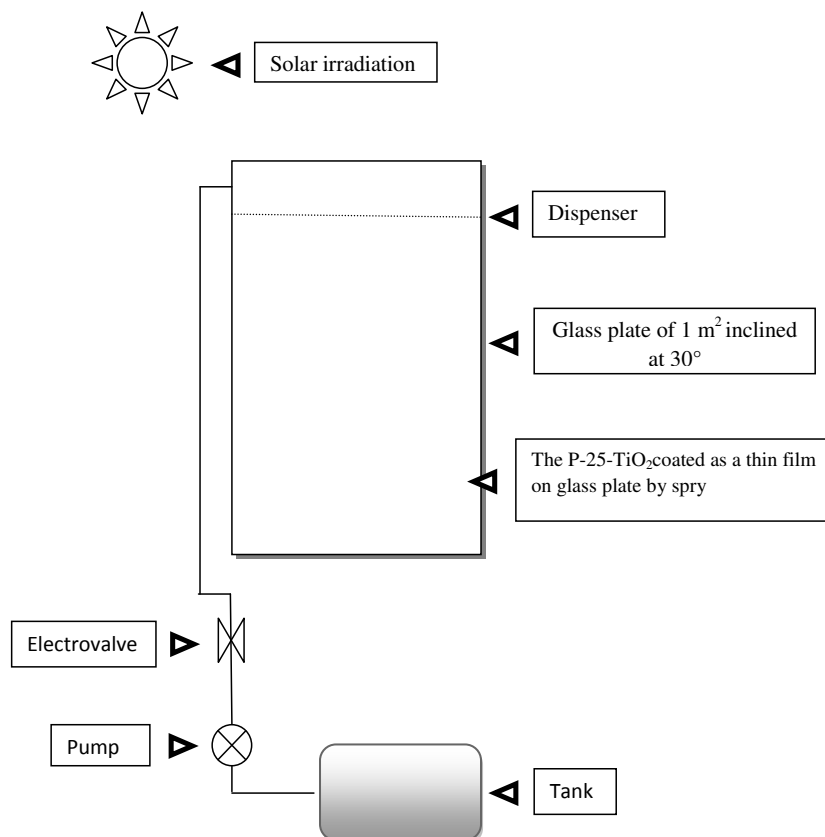 Solar irradiation
Dispenser
Glass plate of 1 m² inclined
at 30°
The P-25-TiO₂coated as a thin film
on glass plate by spry
Electrovalve
Pump
Tank